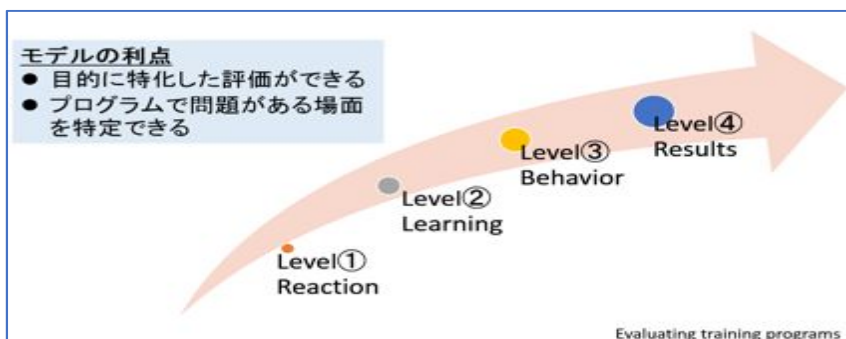 モデルの利点
● 目的に特化した評価ができる
● プログラムで問題がある場面
を特定できる
Level④
Results
Level③
Behavior
Level②
Learning
Level①
Reaction
Evaluating training programs